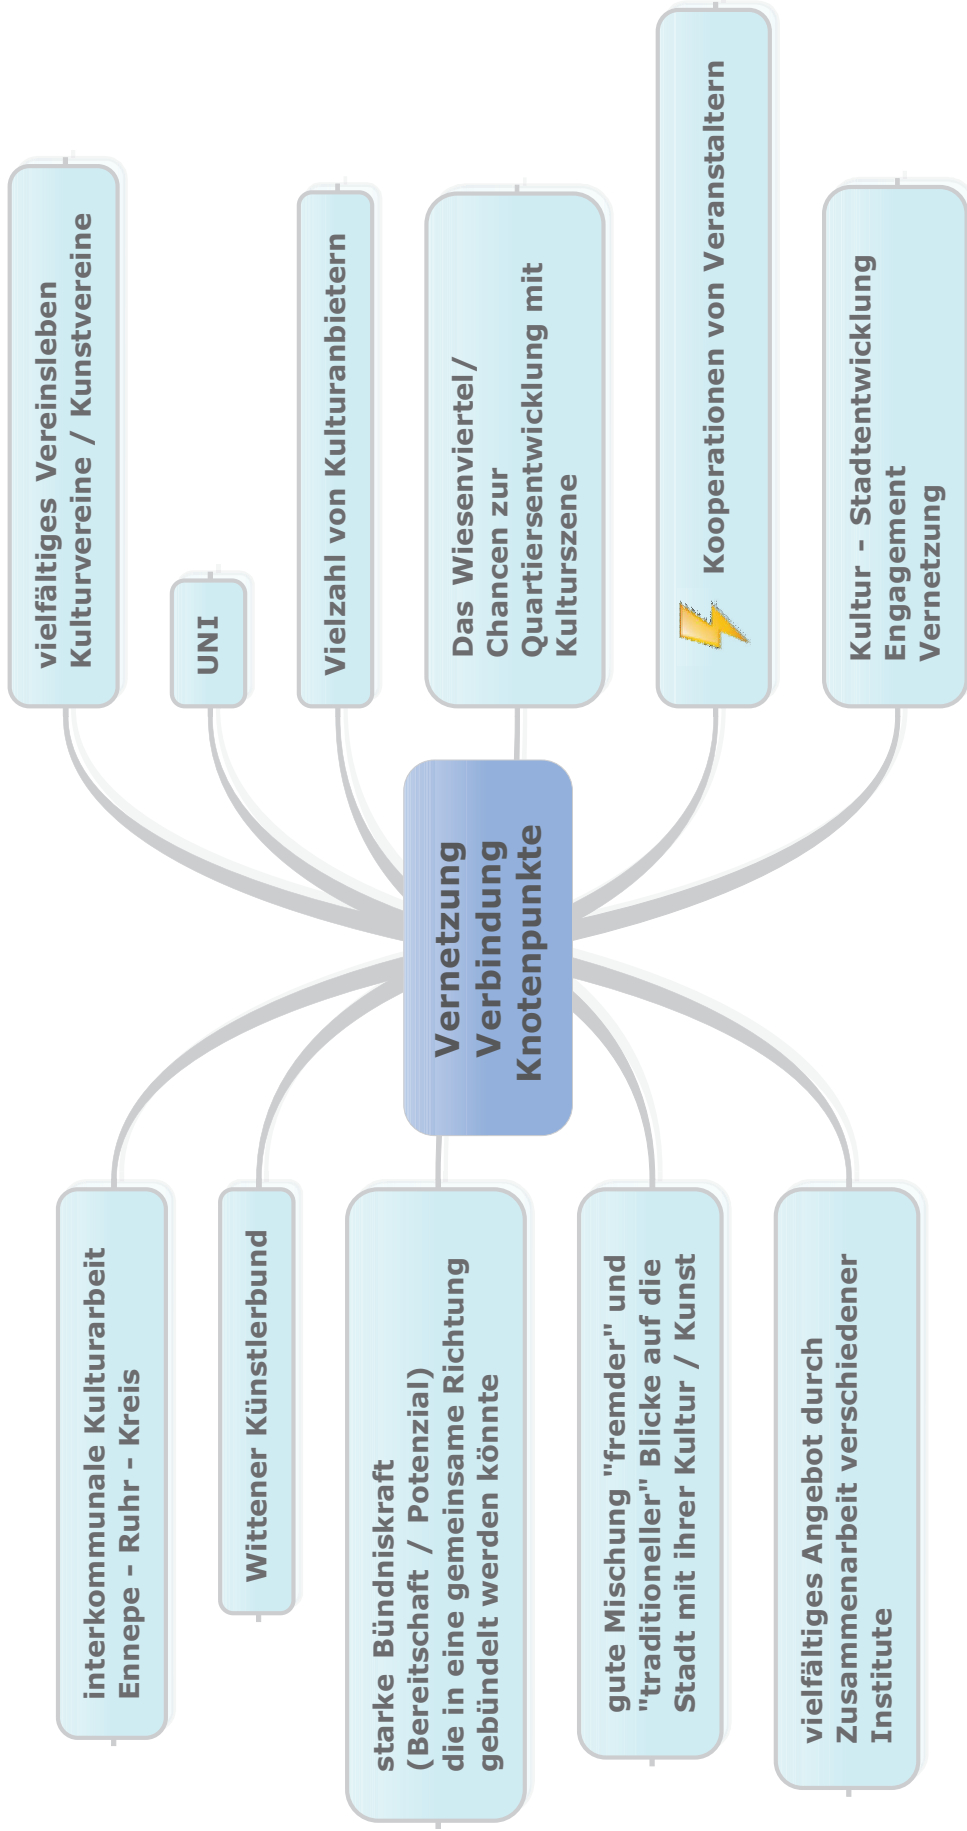 Vernetzung
Verbindung
Knotenpunkte
vielfältiges Vereinsleben
Kulturvereine / Kunstvereine
UNI
Vielzahl von Kulturanbietern
Das Wiesenviertel/
Chancen zur
Quartiersentwicklung mit
Kulturszene
Kooperationen von Veranstaltern
Kultur - Stadtentwicklung
Engagement
Vernetzung
interkommunale Kulturarbeit
Ennepe - Ruhr - Kreis
Wittener Künstlerbund
starke Bündniskraft
(Bereitschaft / Potenzial)
die in eine gemeinsame Richtung
gebündelt werden könnte
gute Mischung "fremder" und
"traditioneller" Blicke auf die
Stadt mit ihrer Kultur / Kunst
vielfältiges Angebot durch
Zusammenarbeit verschiedener
Institute